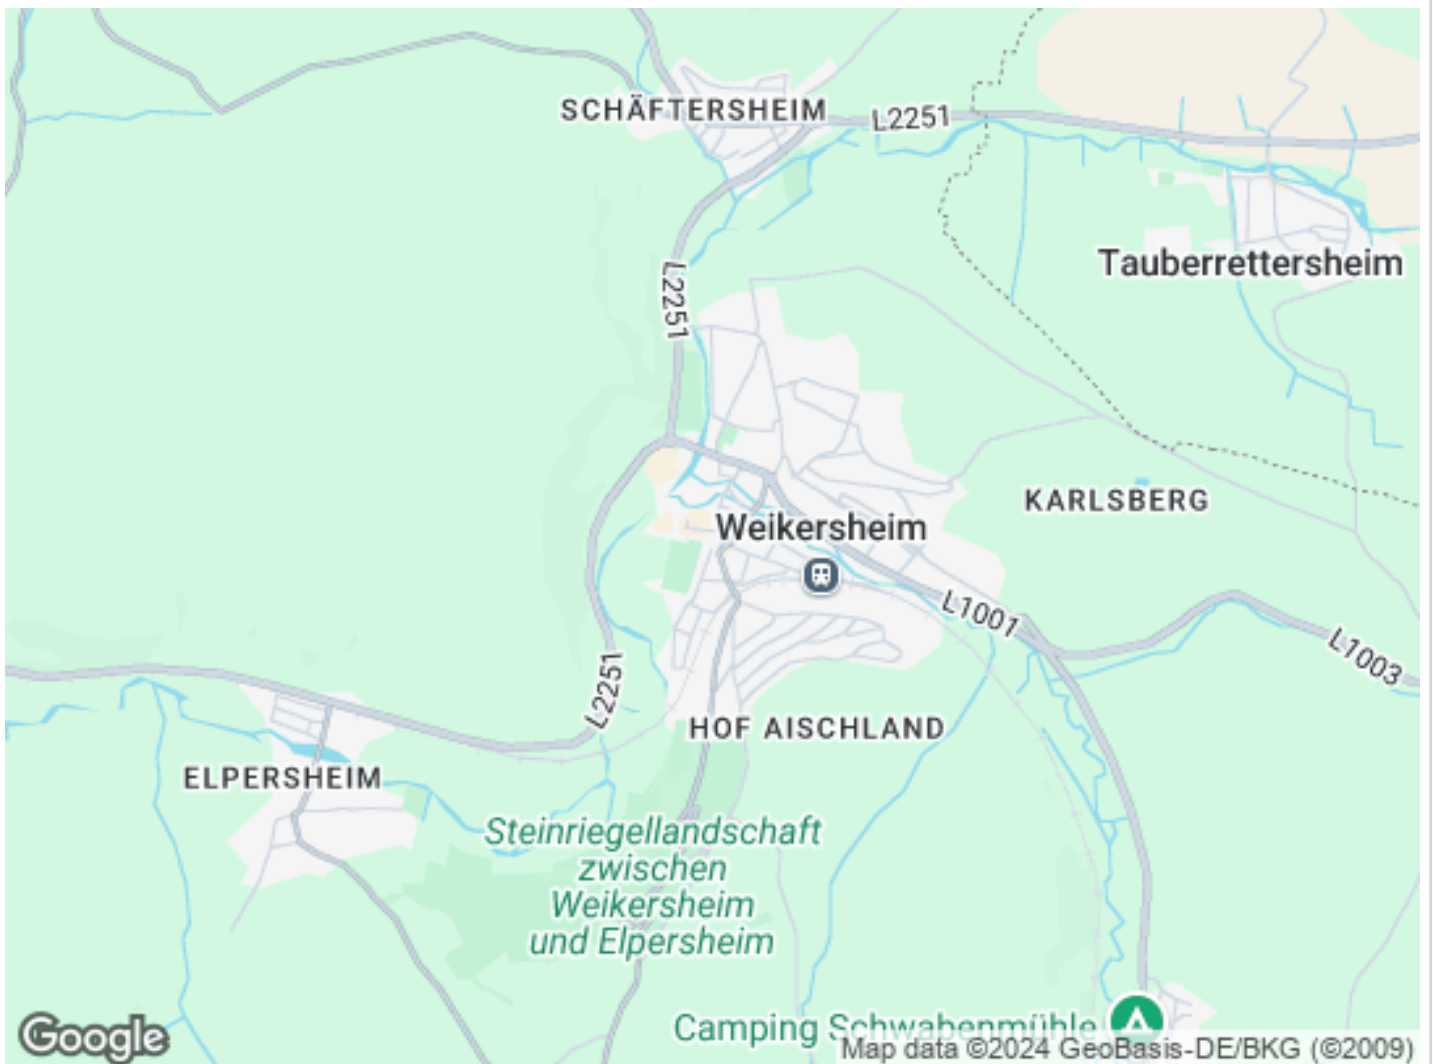 SCHÄFTERSHEIM
L2251
Tauberrettersheim
L2251
KARLSBERG
Weikersheim
L1001
L1003
L2251
HOF AISCHLAND
ELPERSHEIM
Steinriegellandschaft
zwischen
Weikersheim
und Elpersheim
Camping Schwabenmühle
Google
Map data ©2024 GeoBasis-DE/BKG (©2009)